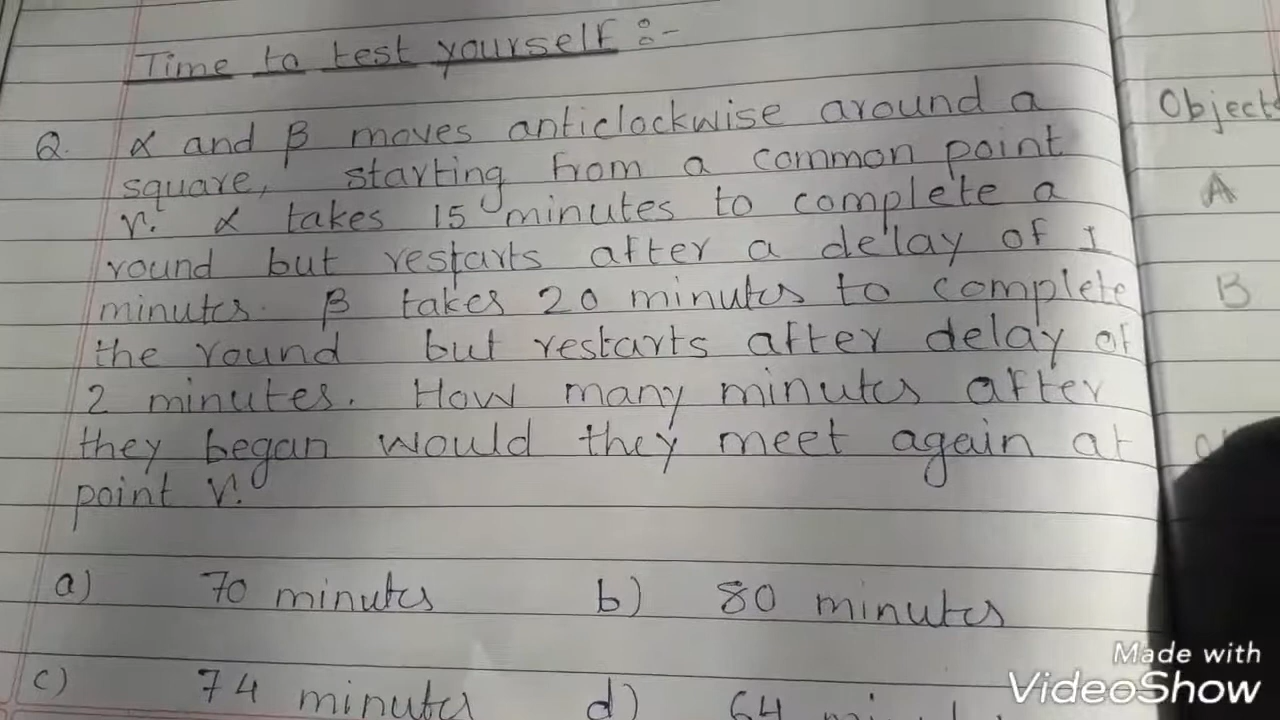 Time to test yourself :-
Q. α and β moves anticlockwise around a
square, starting from a common point
V. α takes 15 minutes to complete a
round but restarts after a delay of 1
minutes. β takes 20 minutes to complete
the round but restarts after delay of
2 minutes. How many minutes after
they began would they meet again at
point V.
a) 70 minutes b) 80 minutes
c) 74 minutes d) 64
Object
A
B
Made with
VideoShow